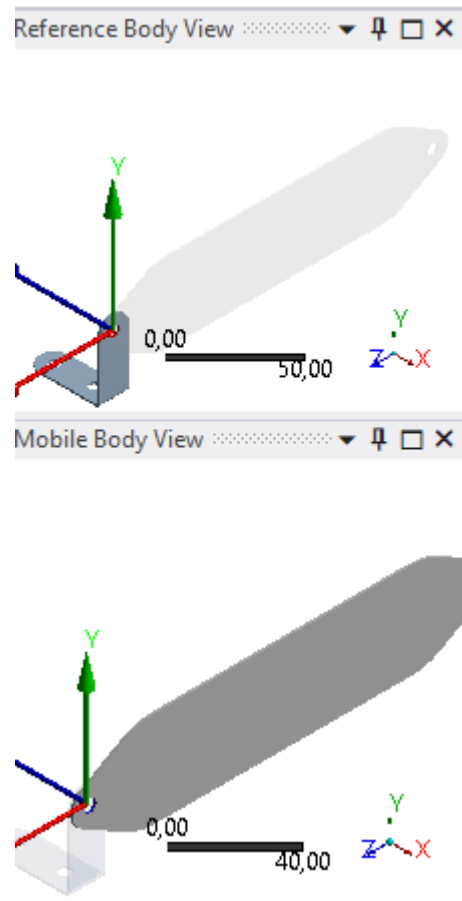 Reference Body View
Y
0,00
50,00
Y
Z X
Mobile Body View
Y
0,00
40,00
Y
Z X